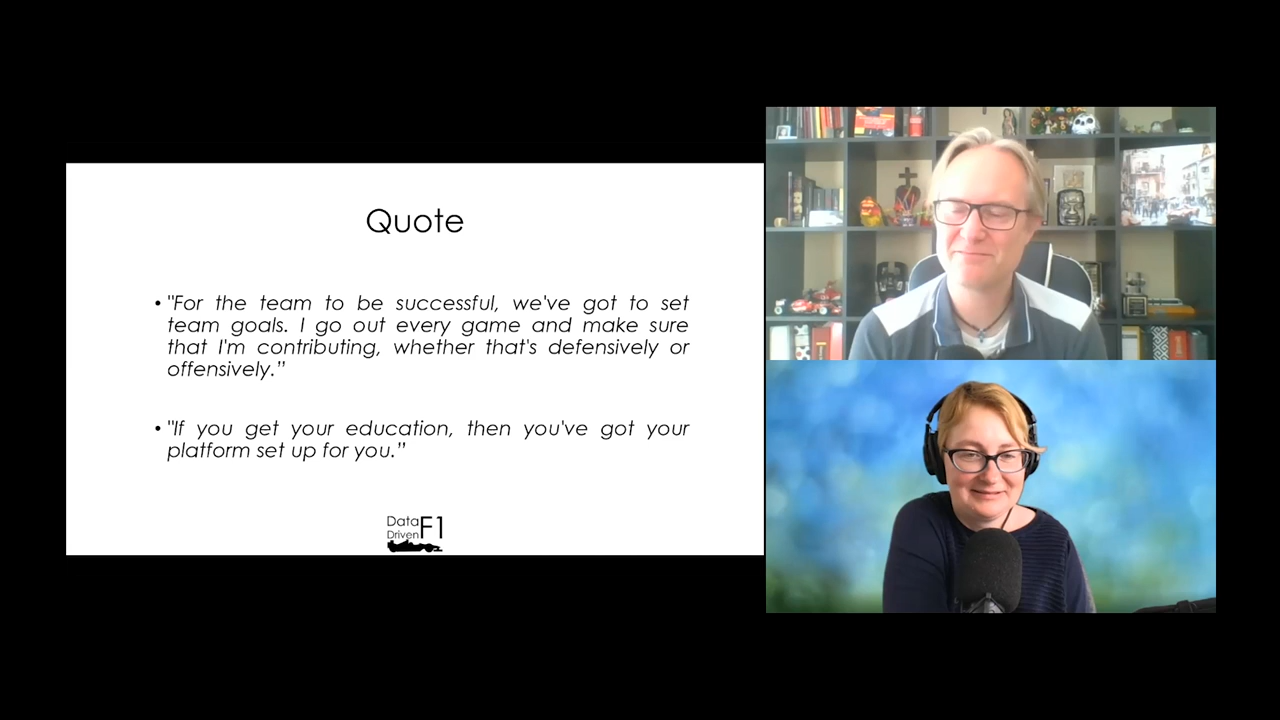 Quote
• "For the team to be successful, we've got to set
team goals. I go out every game and make sure
that I'm contributing, whether that's defensively or
offensively.”
• "If you get your education, then you've got your
platform set up for you.”
Data
Driven
F1